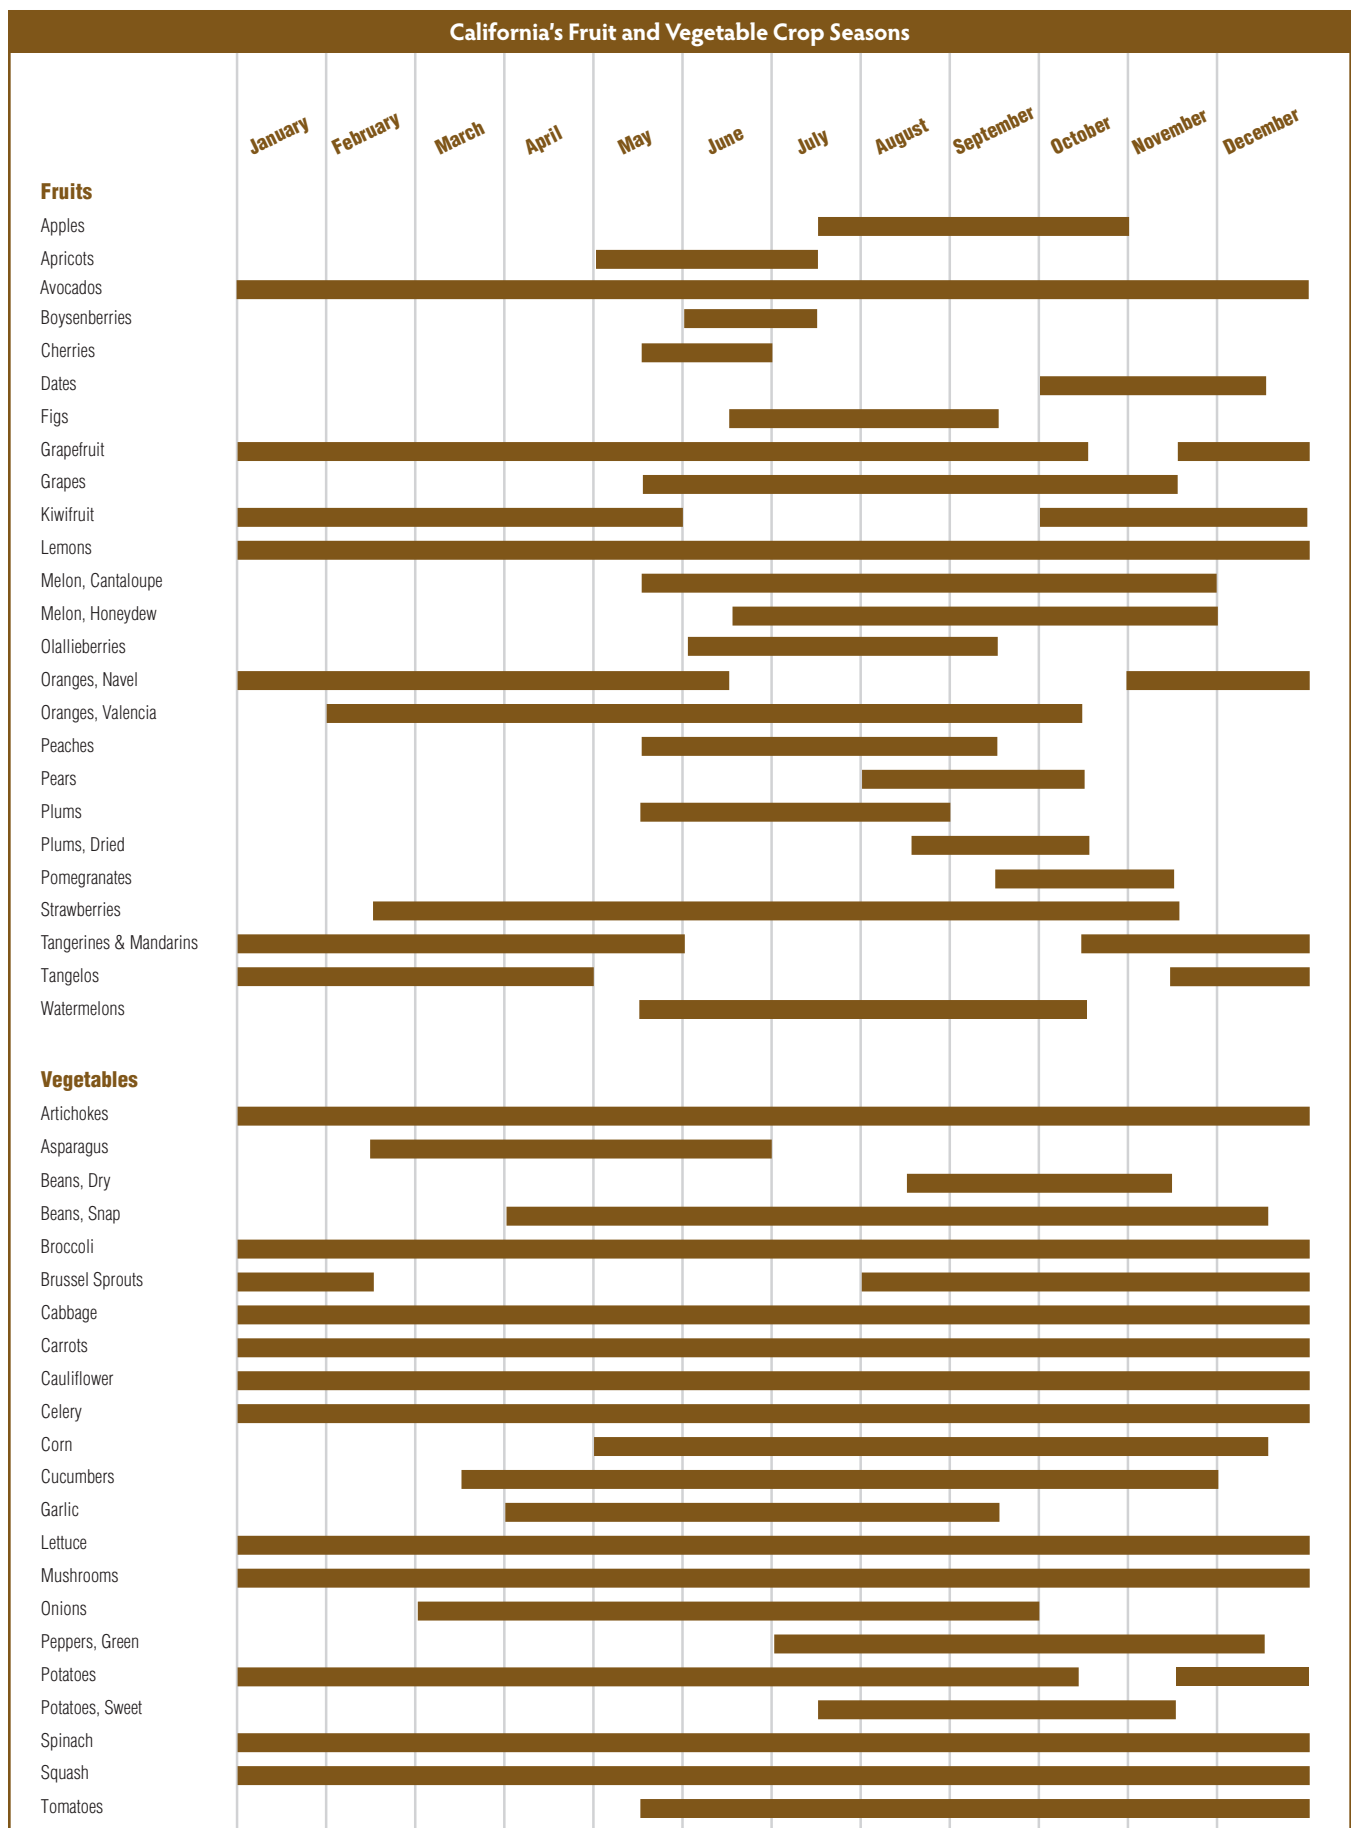 California's Fruit and Vegetable Crop Seasons
January February March April May June July August September October November December
Fruits
Apples
Apricots
Avocados
Boysenberries
Cherries
Dates
Figs
Grapefruit
Grapes
Kiwifruit
Lemons
Melon, Cantaloupe
Melon, Honeydew
Olallieberries
Oranges, Navel
Oranges, Valencia
Peaches
Pears
Plums
Plums, Dried
Pomegranates
Strawberries
Tangerines & Mandarins
Tangelos
Watermelons
Vegetables
Artichokes
Asparagus
Beans, Dry
Beans, Snap
Broccoli
Brussel Sprouts
Cabbage
Carrots
Cauliflower
Celery
Corn
Cucumbers
Garlic
Lettuce
Mushrooms
Onions
Peppers, Green
Potatoes
Potatoes, Sweet
Spinach
Squash
Tomatoes